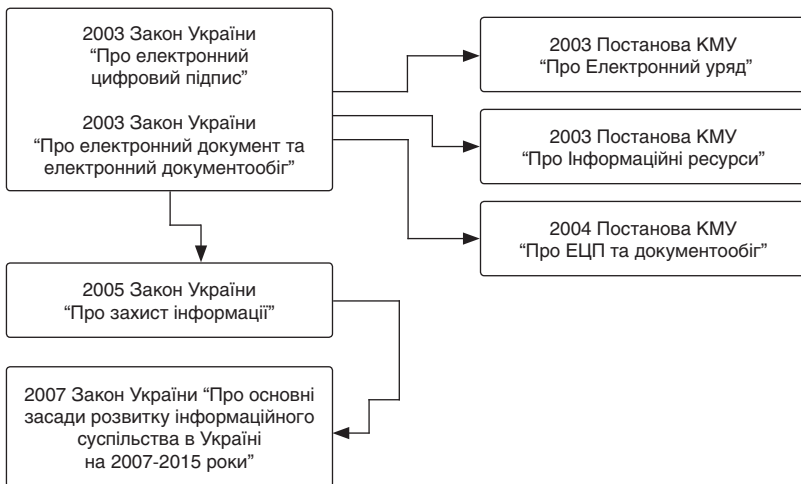 2003 Закон України
“Про електронний
цифровий підпис”
2003 Закон України
“Про електронний документ та
електронний документообіг”
2003 Постанова КМУ
“Про Електронний уряд”
2003 Постанова КМУ
“Про Інформаційні ресурси”
2004 Постанова КМУ
“Про ЕЦП та документообіг”
2005 Закон України
“Про захист інформації”
2007 Закон України “Про основні
засади розвитку інформаційного
суспільства в Україні
на 2007-2015 роки”